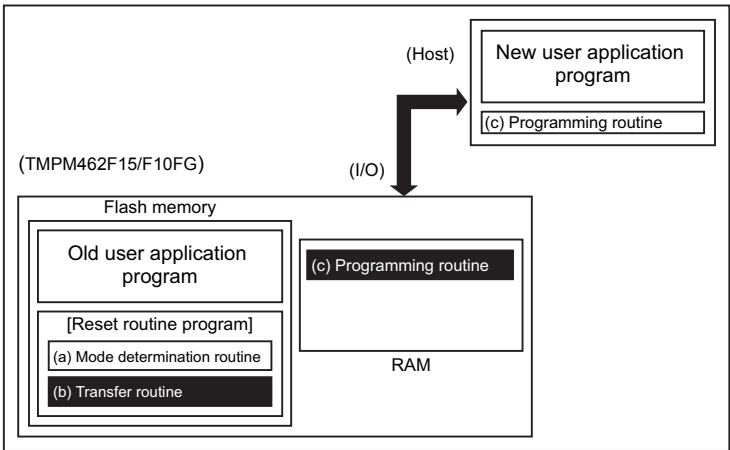 (Host)
New user application
program
(c) Programming routine
(TMPM462F15/F10FG)
(I/O)
Flash memory
Old user application
program
[Reset routine program]
(a) Mode determination routine
(b) Transfer routine
(c) Programming routine
RAM